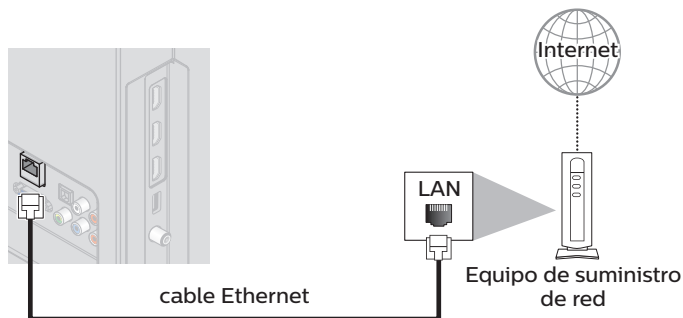 Internet
LAN
cable Ethernet
Equipo de suministro
de red